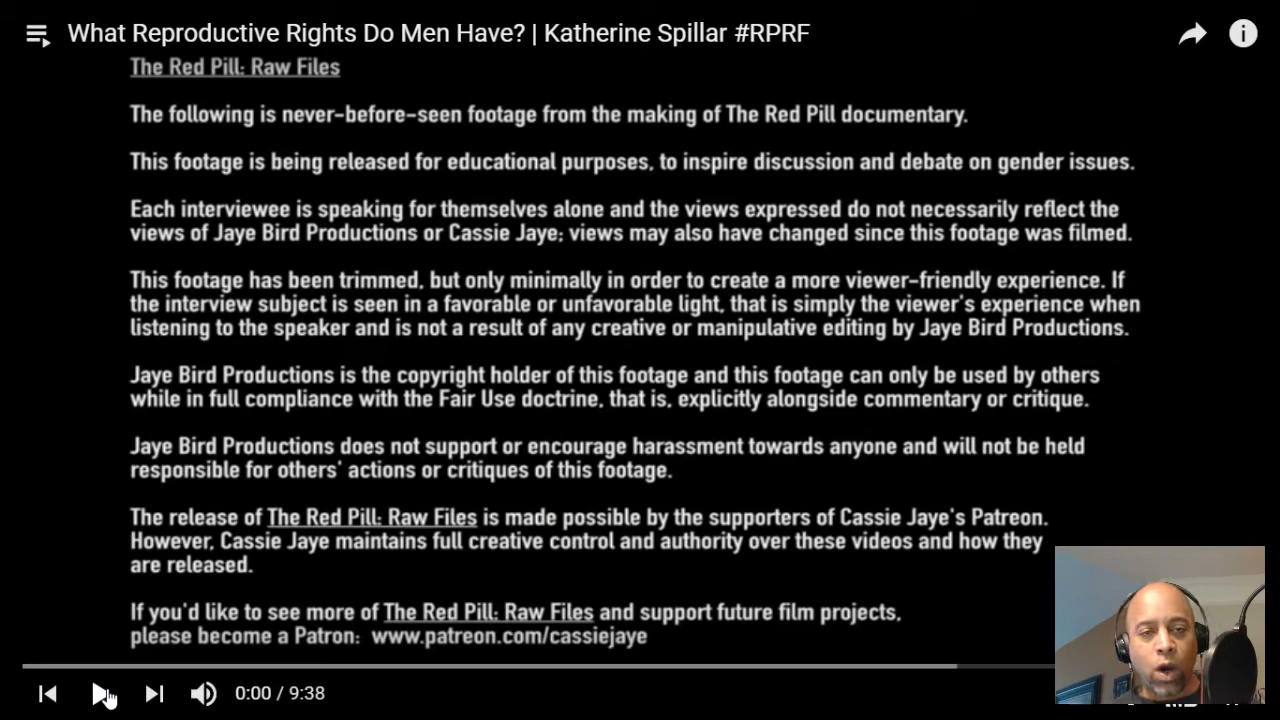 What Reproductive Rights Do Men Have? | Katherine Spillar #RPRF
The Red Pill: Raw Files
The following is never-before-seen footage from the making of The Red Pill documentary.
This footage is being released for educational purposes, to inspire discussion and debate on gender issues.
Each interviewee is speaking for themselves alone and the views expressed do not necessarily reflect the
views of Jaye Bird Productions or Cassie Jaye; views may also have changed since this footage was filmed.
This footage has been trimmed, but only minimally in order to create a more viewer-friendly experience. If
the interview subject is seen in a favorable or unfavorable light, that is simply the viewer's experience when
listening to the speaker and is not a result of any creative or manipulative editing by Jaye Bird Productions.
Jaye Bird Productions is the copyright holder of this footage and this footage can only be used by others
while in full compliance with the Fair Use doctrine, that is, explicitly alongside commentary or critique.
Jaye Bird Productions does not support or encourage harassment towards anyone and will not be held
responsible for others' actions or critiques of this footage.
The release of The Red Pill: Raw Files is made possible by the supporters of Cassie Jaye's Patreon.
However, Cassie Jaye maintains full creative control and authority over these videos and how they
are released.
If you'd like to see more of The Red Pill: Raw Files and support future film projects,
please become a Patron: www.patreon.com/cassiejaye
0:00 / 9:38